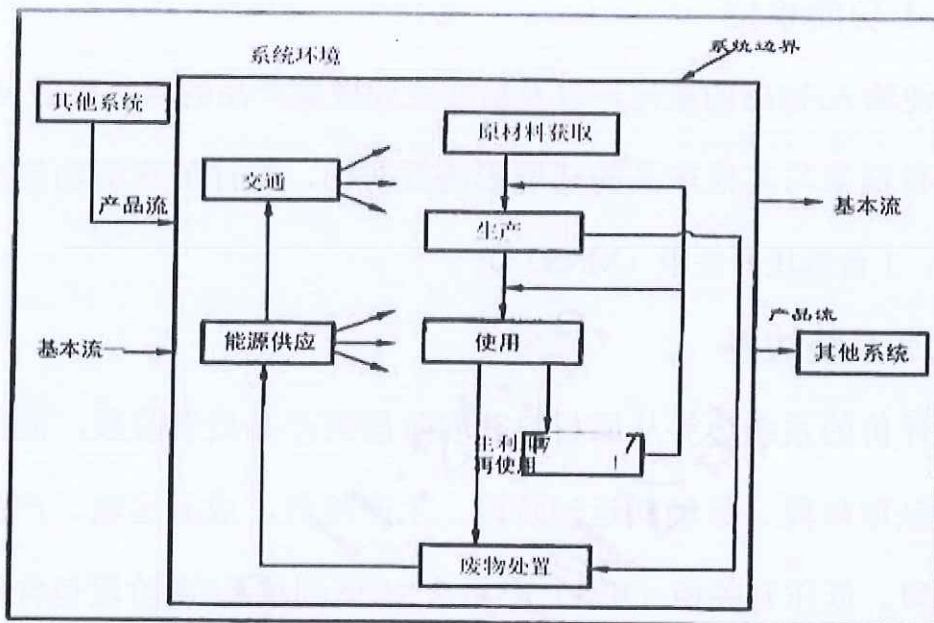 系统环境
系统边界
其他系统
原材料获取
交通
产品流
生产
基本流
产品流
基本流
能源供应
使用
其他系统
再使用
废物处置